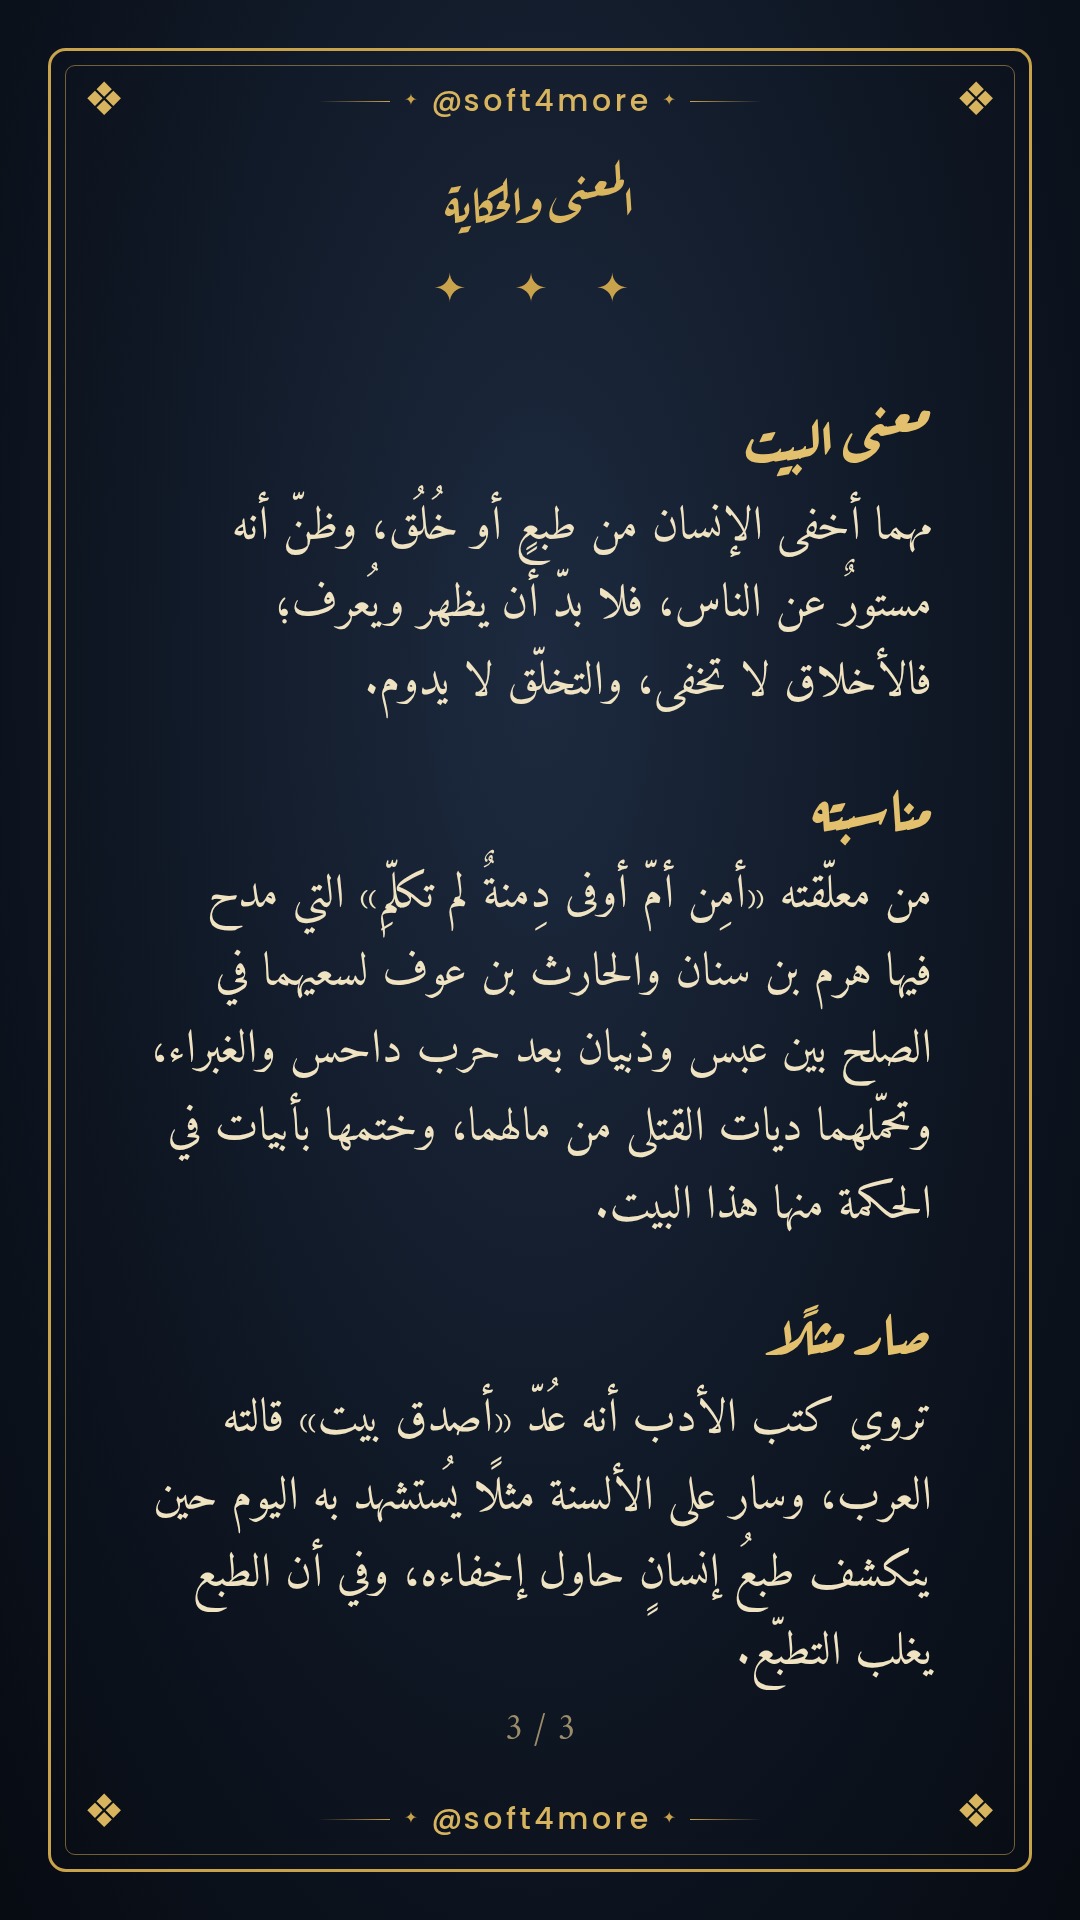 @soft4more
المعنى والحكاية
معنى البيت
مهما أخفى الإنسان من طبعٍ أو خُلُق، وظنّ أنه
مستورٌ عن الناس، فلا بدّ أن يظهر ويُعرف؛
فالأخلاق لا تخفى، والتخلّق لا يدوم.
مناسبته
من معلّقته «أمِن أمّ أوفى دِمنةٌ لم تكلّمِ» التي مدح
فيها هرم بن سنان والحارث بن عوف لسعيهما في
الصلح بين عبس وذبيان بعد حرب داحس والغبراء،
وتحمّلهما ديات القتلى من مالهما، وختمها بأبيات في
الحكمة منها هذا البيت.
صار مثلًا
تروي كتب الأدب أنه عُدّ «أصدق بيت» قالته
العرب، وسار على الألسنة مثلًا يُستشهد به اليوم حين
ينكشف طبعُ إنسانٍ حاول إخفاءه، وفي أن الطبع
يغلب التطبّع.
3 / 3
@soft4more